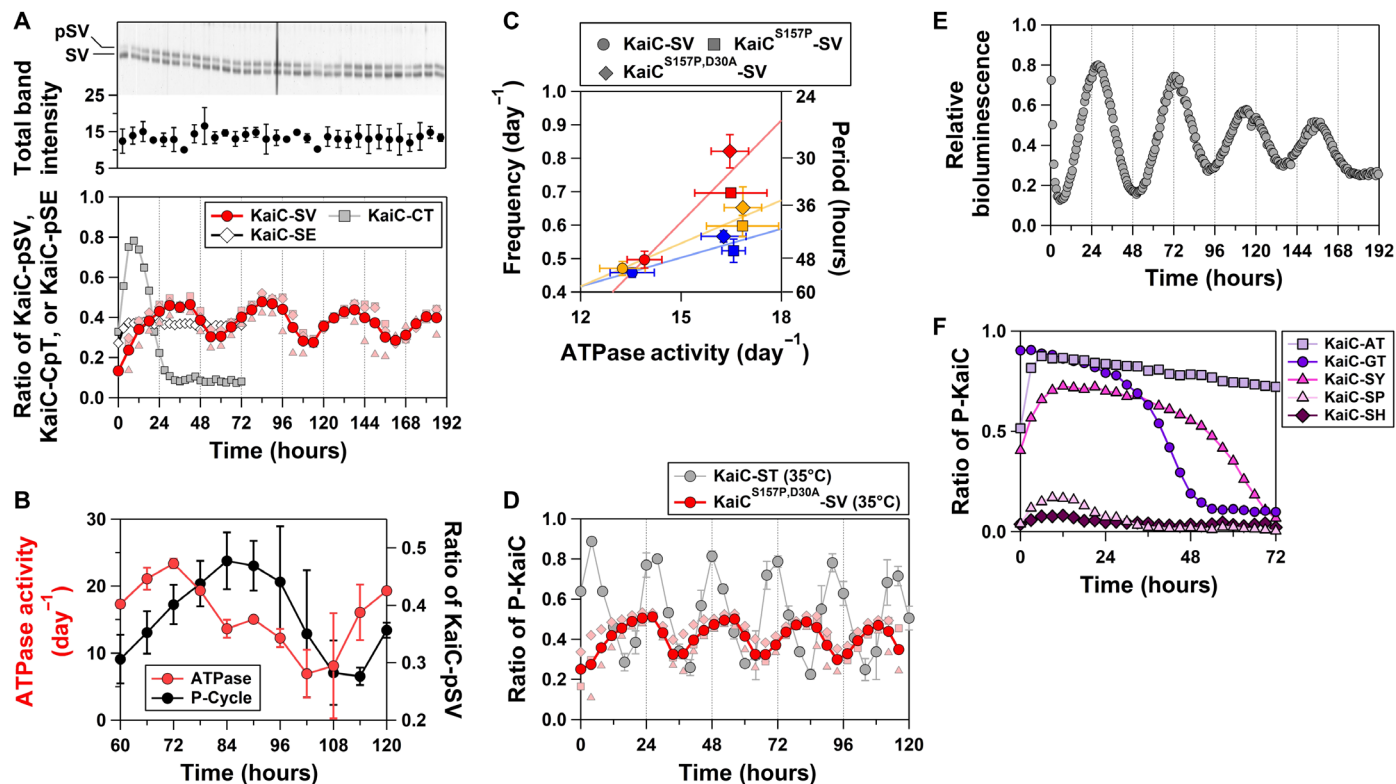 A
pSV
SV
25
15
5
Total band
intensity
1.0
0.8
0.6
0.4
0.2
0.0
Ratio of KaiC-pSV,
KaiC-CpT, or KaiC-pSE
KaiC-SV
KaiC-CT
KaiC-SE
0 24 48 72 96 120 144 168 192
Time (hours)
B
30
20
10
0
ATPase activity
(day−1)
ATPase
P-Cycle
0.5
0.4
0.3
0.2
Ratio of KaiC-pSV
60 72 84 96 108 120
Time (hours)
C
KaiC-SV
KaiCS157P-SV
KaiCS157P,D30A-SV
1.0
0.9
0.8
0.7
0.6
0.5
0.4
Frequency (day−1)
24
30
36
48
60
Period (hours)
12 15 18
ATPase activity (day−1)
D
KaiC-ST (35°C)
KaiCS157P,D30A-SV (35°C)
1.0
0.8
0.6
0.4
0.2
0.0
Ratio of P-KaiC
0 24 48 72 96 120
Time (hours)
E
1.0
0.8
0.6
0.4
0.2
0.0
Relative
bioluminescence
0 24 48 72 96 120 144 168 192
Time (hours)
F
1.0
0.5
0.0
Ratio of P-KaiC
0 24 48 72
Time (hours)
KaiC-AT
KaiC-GT
KaiC-SY
KaiC-SP
KaiC-SH